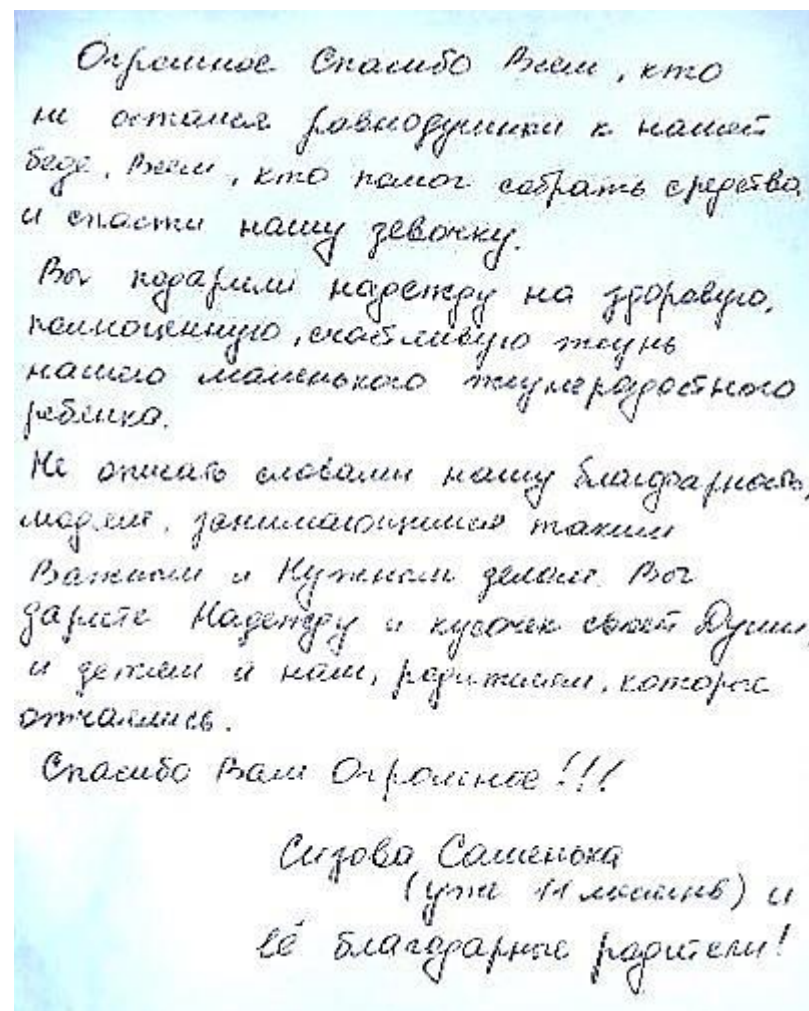 Огромное Спасибо Всем, кто
не остался равнодушным к нашей
беде, Всем, кто помог собрать средства
и спасти нашу девочку.
Вы подарили надежду на здоровую,
полноценную, счастливую жизнь
нашего маленького жизнерадостного
ребенка.
Не описать словами нашу благодарность,
людям, занимающимся такими
Важным и Нужным делом. Вы
дарите Надежду и кусочек своей Души,
и детям и нам, родителям, которые
отчаялись.
Спасибо Вам Огромное!!!
Сизова Сашенька
(уже 11 месяцев) и
её благодарные родители!